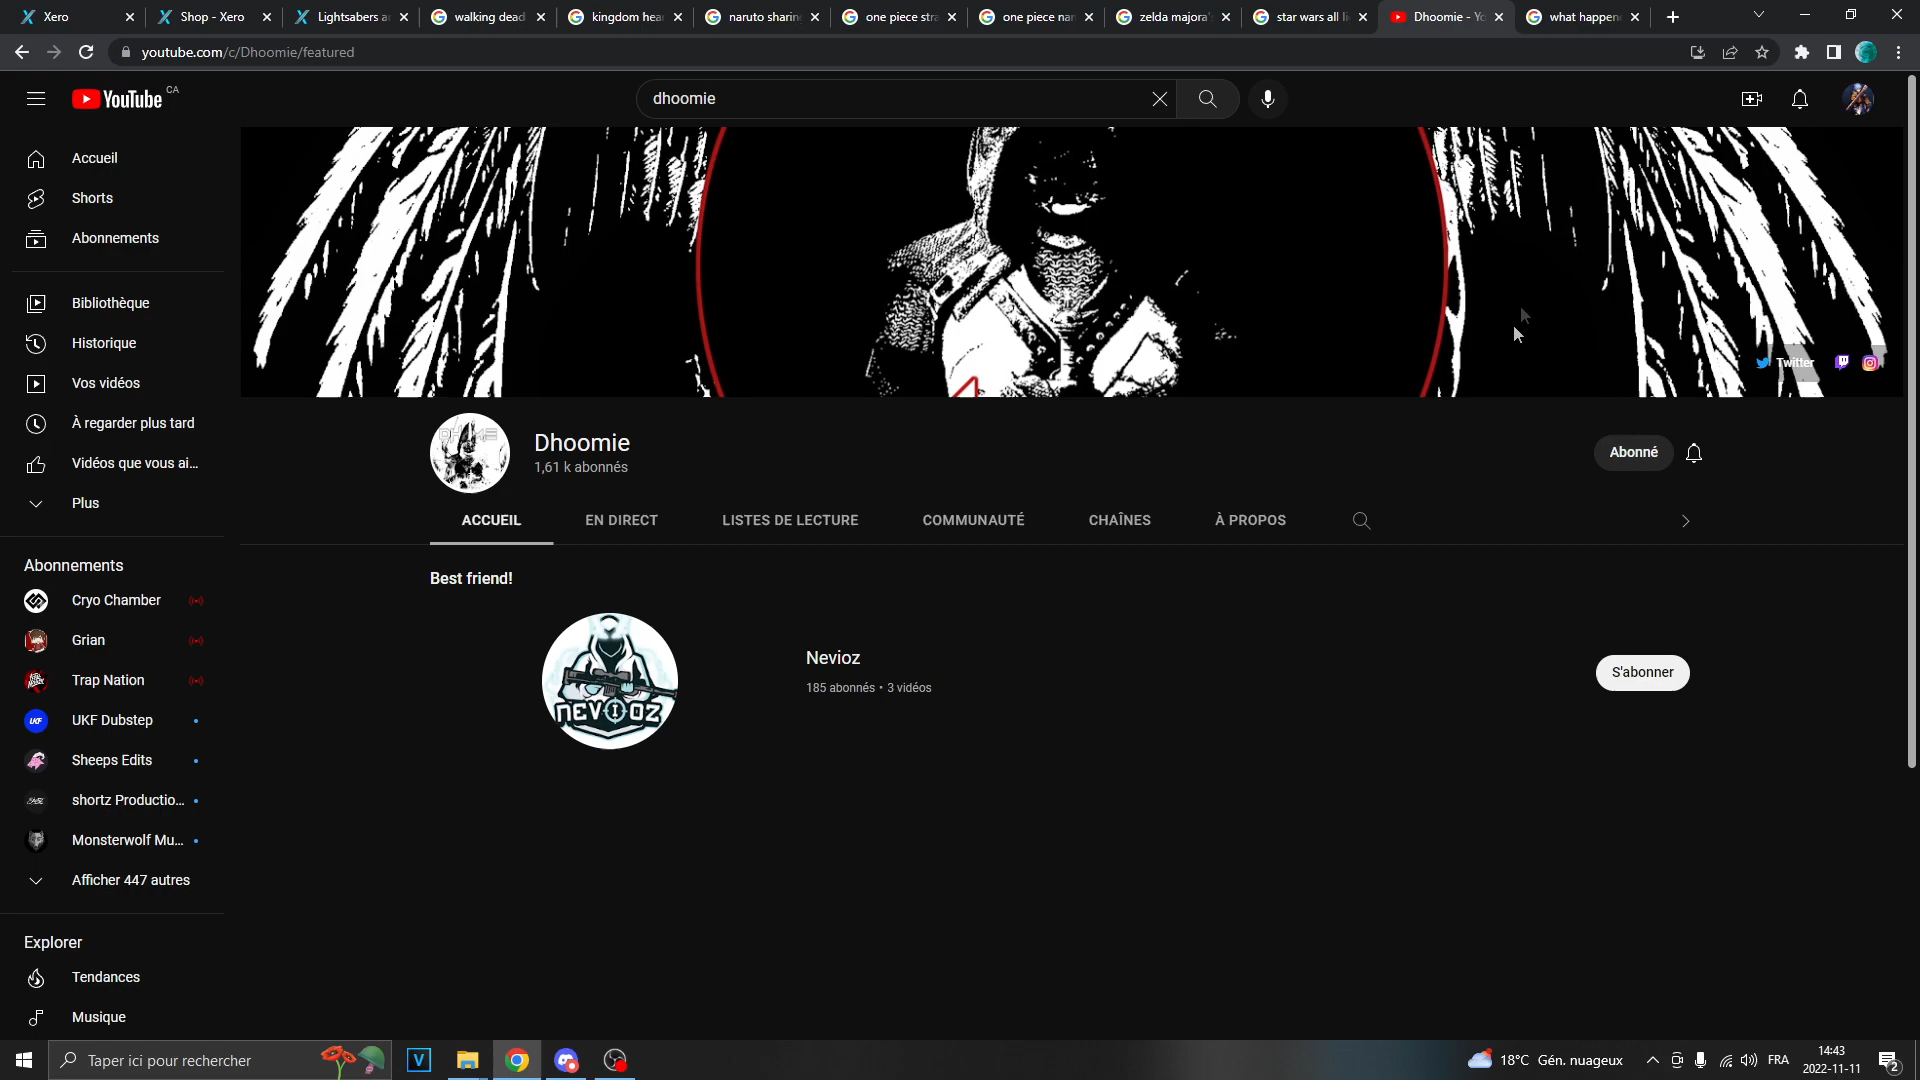 Xero
Shop - Xero
Lightsabers a
walking dead
kingdom hea
naruto sharin
one piece stra
one piece nan
zelda majora's
star wars all li
Dhoomie - Yo
what happen
youtube.com/c/Dhoomie/featured
YouTube CA
dhoomie
Accueil
Shorts
Abonnements
Bibliothèque
Historique
Vos vidéos
À regarder plus tard
Vidéos que vous ai...
Plus
Abonnements
Cryo Chamber
Grian
Trap Nation
UKF Dubstep
Sheeps Edits
shortz Productio...
Monsterwolf Mu...
Afficher 447 autres
Explorer
Tendances
Musique
Twitter
Dhoomie
1,61 k abonnés
Abonné
ACCUEIL
EN DIRECT
LISTES DE LECTURE
COMMUNAUTÉ
CHAÎNES
À PROPOS
Best friend!
NEVIOZ
Nevioz
185 abonnés • 3 vidéos
S'abonner
Taper ici pour rechercher
18°C Gén. nuageux
FRA
14:43
2022-11-11
2